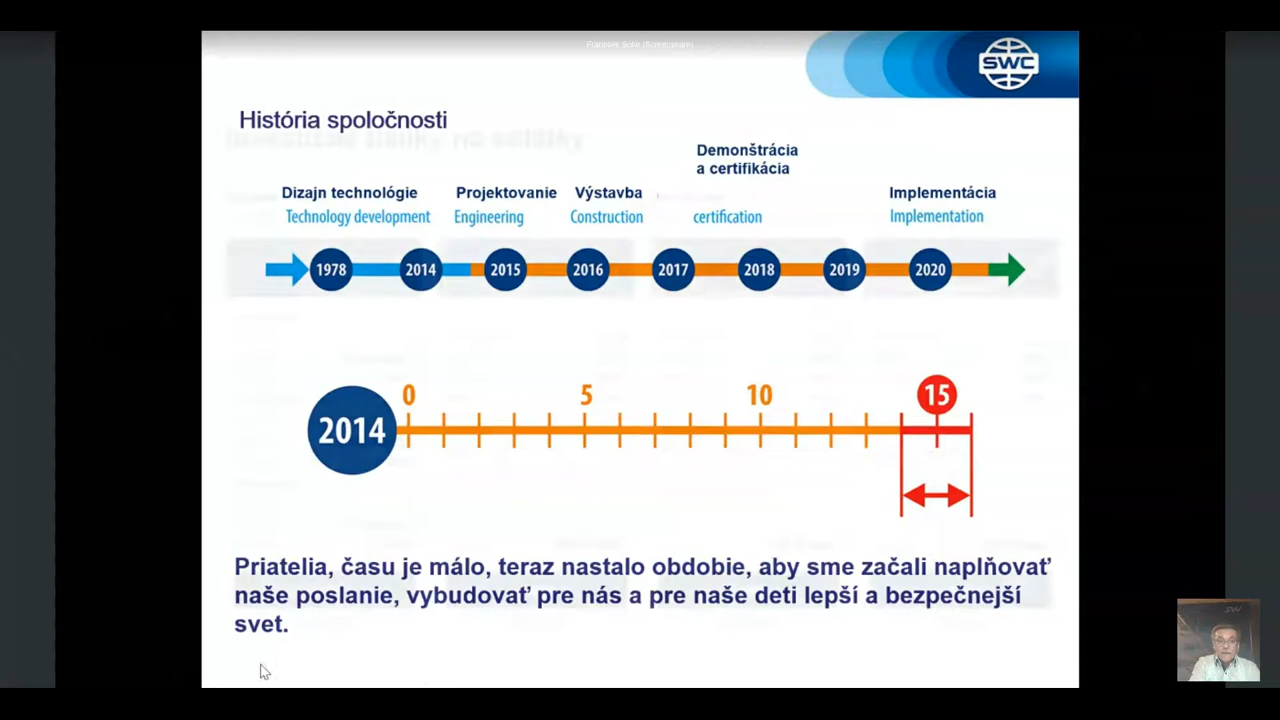 SWC
História spoločnosti
Demonštrácia
a certifikácia
Dizajn technológie Projektovanie Výstavba Implementácia
Technology development Engineering Construction certification Implementation
1978 2014 2015 2016 2017 2018 2019 2020
0 5 10 15
2014
Priatelia, času je málo, teraz nastalo obdobie, aby sme začali naplňovať
naše poslanie, vybudovať pre nás a pre naše deti lepší a bezpečnejší
svet.